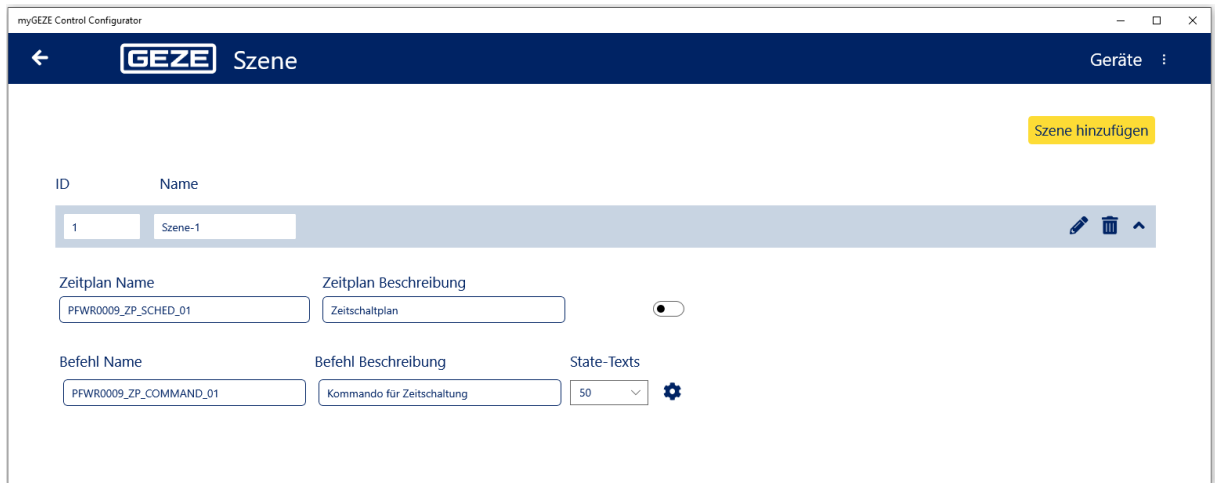 myGEZE Control Configurator
GEZE Szene Geräte
Szene hinzufügen
ID Name
1 Szene-1
Zeitplan Name Zeitplan Beschreibung
PFWR0009_ZP_SCHED_01 Zeitschaltplan
Befehl Name Befehl Beschreibung State-Texts
PFWR0009_ZP_COMMAND_01 Kommando für Zeitschaltung 50